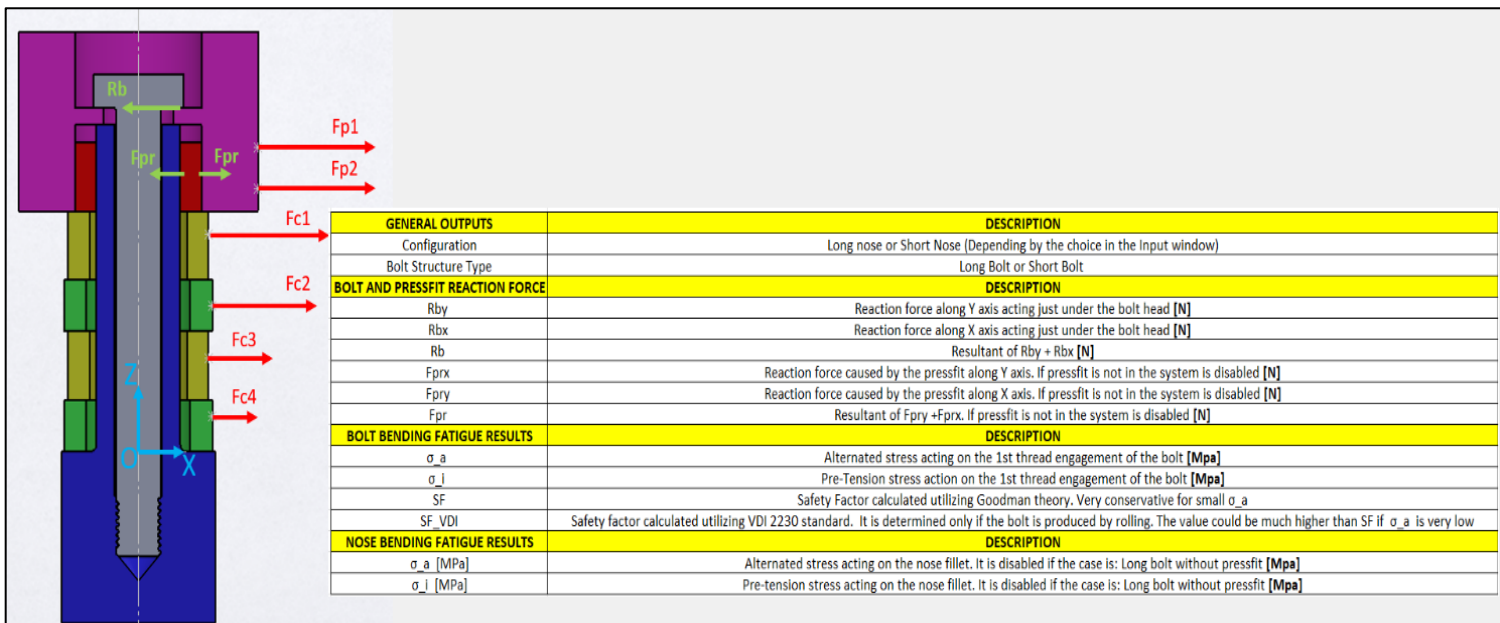 Rb
Fp1
Fpr Fpr
Fp2
Fc1
Fc2
Fc3
Z
Fc4
O
X
GENERAL OUTPUTS DESCRIPTION
Configuration Long nose or Short Nose (Depending by the choice in the Input window)
Bolt Structure Type Long Bolt or Short Bolt
BOLT AND PRESSFIT REACTION FORCE DESCRIPTION
Rby Reaction force along Y axis acting just under the bolt head [N]
Rbx Reaction force along X axis acting just under the bolt head [N]
Rb Resultant of Rby + Rbx [N]
Fprx Reaction force caused by the pressfit along Y axis. If pressfit is not in the system is disabled [N]
Fpry Reaction force caused by the pressfit along X axis. If pressfit is not in the system is disabled [N]
Fpr Resultant of Fpry +Fprx. If pressfit is not in the system is disabled [N]
BOLT BENDING FATIGUE RESULTS DESCRIPTION
σ_a Alternated stress acting on the 1st thread engagement of the bolt [Mpa]
σ_i Pre-Tension stress action on the 1st thread engagement of the bolt [Mpa]
SF Safety Factor calculated utilizing Goodman theory. Very conservative for small σ_a
SF_VDI Safety factor calculated utilizing VDI 2230 standard. It is determined only if the bolt is produced by rolling. The value could be much higher than SF if σ_a is very low
NOSE BENDING FATIGUE RESULTS DESCRIPTION
σ_a [MPa] Alternated stress acting on the nose fillet. It is disabled if the case is: Long bolt without pressfit [Mpa]
σ_i [MPa] Pre-tension stress acting on the nose fillet. It is disabled if the case is: Long bolt without pressfit [Mpa]